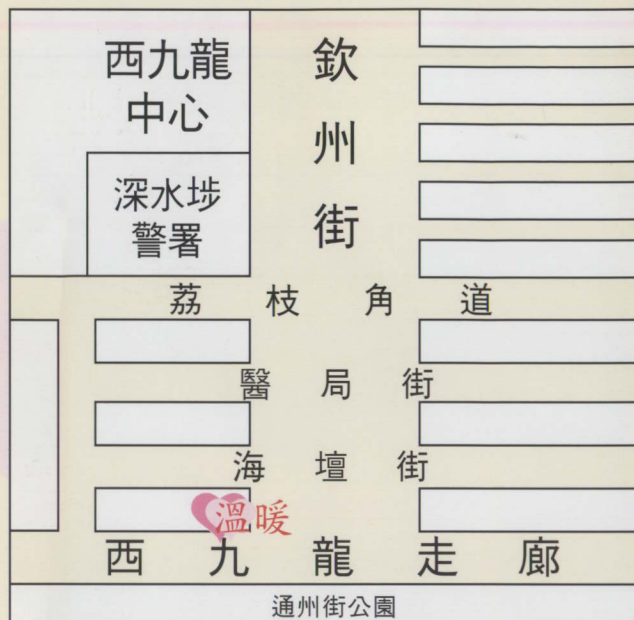 西九龍
中心
深水埗
警署
欽州街
荔枝角道
醫局街
海壇街
溫暖
西九龍走廊
通州街公園